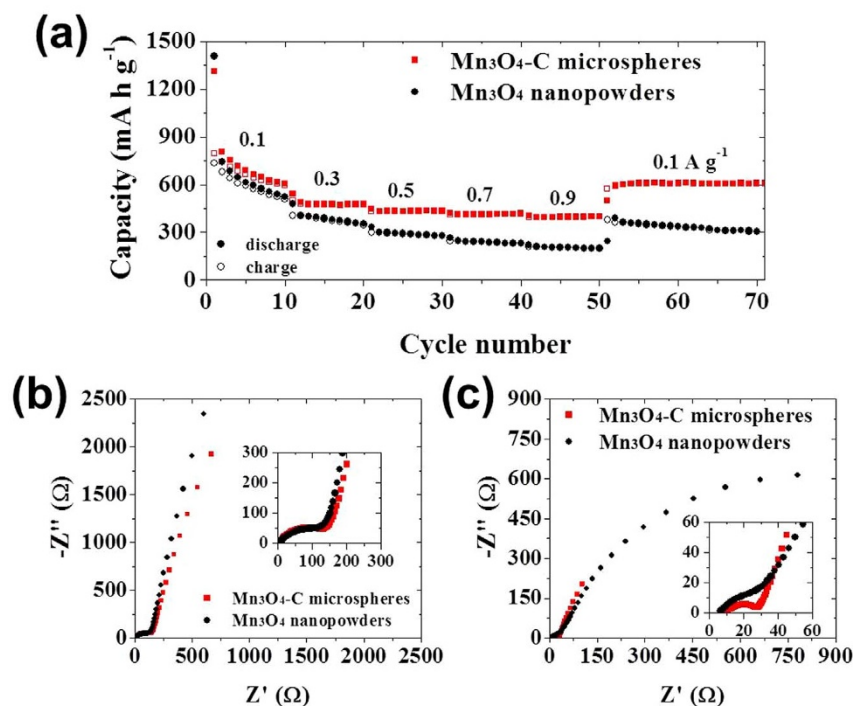 (a)
1500
1200
900
600
300
0
Capacity (mA h g⁻¹)
Mn₃O₄-C microspheres
Mn₃O₄ nanopowders
0.1
0.3
0.5
0.7
0.9
0.1 A g⁻¹
discharge
charge
0 10 20 30 40 50 60 70
Cycle number
(b)
2500
2000
1500
1000
500
0
-Z'' (Ω)
300
200
100
0
0 100 200 300
Mn₃O₄-C microspheres
Mn₃O₄ nanopowders
0 500 1000 1500 2000 2500
Z' (Ω)
(c)
900
750
600
450
300
150
0
-Z'' (Ω)
Mn₃O₄-C microspheres
Mn₃O₄ nanopowders
60
40
20
0
0 20 40 60
0 150 300 450 600 750 900
Z' (Ω)